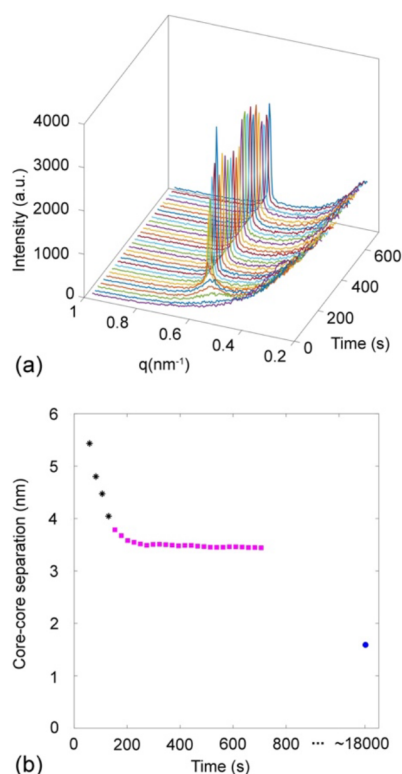 4000
3000
2000
1000
0
Intensity (a.u.)
1
0.8
0.6
0.4
0.2
q(nm⁻¹)
0
200
400
600
Time (s)
(a)
6
5
4
3
2
1
0
Core-core separation (nm)
0 200 400 600 800 ··· ~18000
Time (s)
(b)